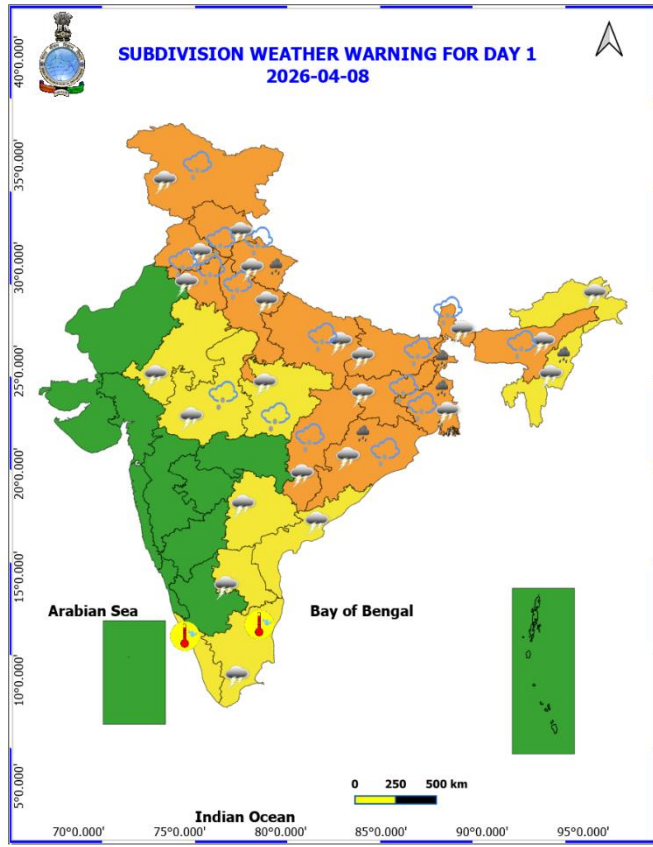 SUBDIVISION WEATHER WARNING FOR DAY 1
2026-04-08
40°0.000'
35°0.000'
30°0.000'
25°0.000'
20°0.000'
15°0.000'
10°0.000'
5°0.000'
Arabian Sea
Bay of Bengal
0 250 500 km
Indian Ocean
70°0.000' 75°0.000' 80°0.000' 85°0.000' 90°0.000' 95°0.000'